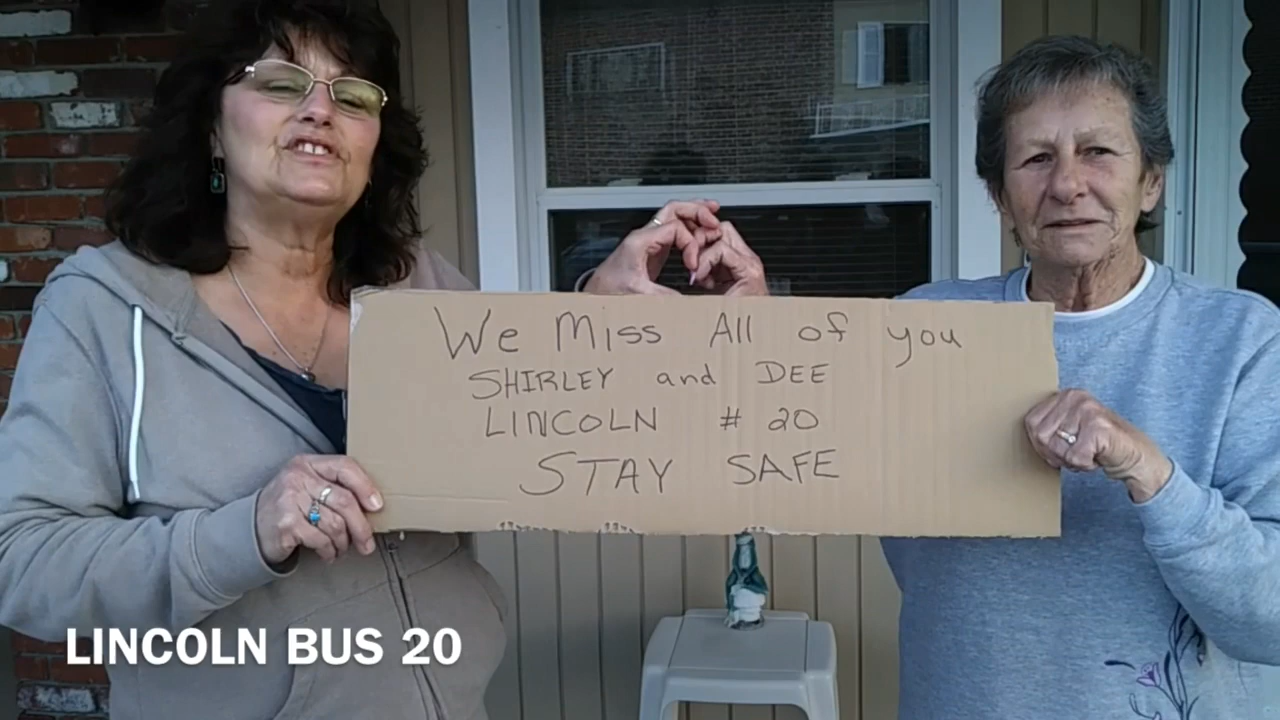 We Miss All of you
SHIRLEY and DEE
LINCOLN # 20
STAY SAFE
LINCOLN BUS 20